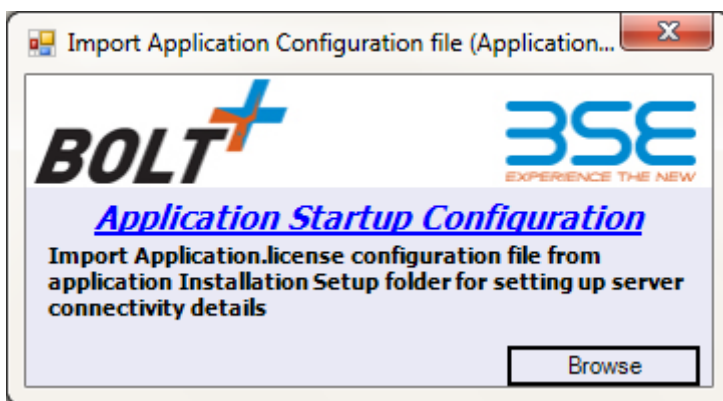 Import Application Configuration file (Application...
BOLT+
BSE
EXPERIENCE THE NEW
Application Startup Configuration
Import Application.license configuration file from
application Installation Setup folder for setting up server
connectivity details
Browse